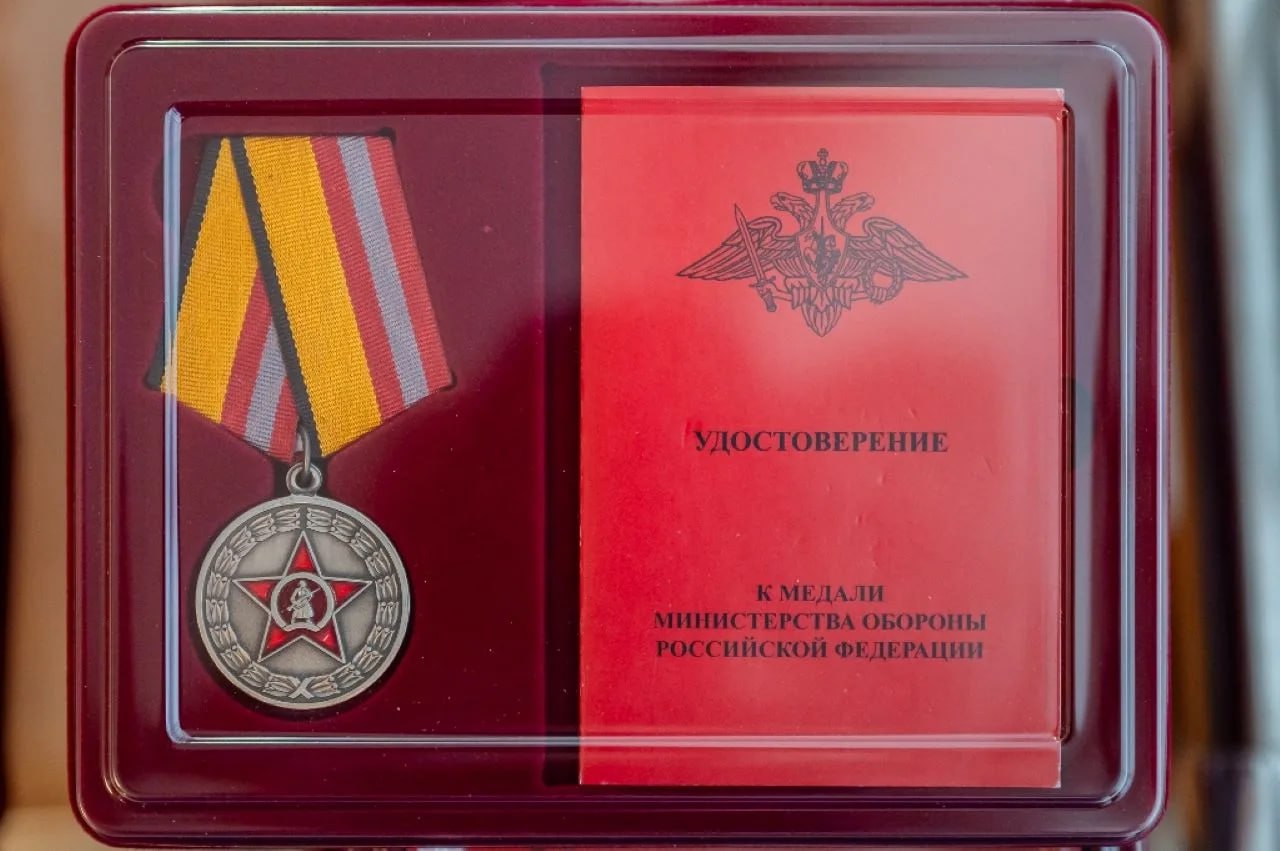 УДОСТОВЕРЕНИЕ
К МЕДАЛИ
МИНИСТЕРСТВА ОБОРОНЫ
РОССИЙСКОЙ ФЕДЕРАЦИИ